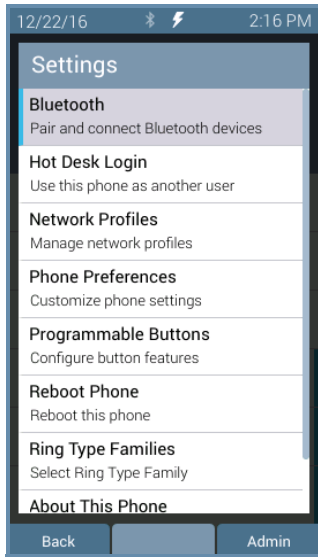 12/22/16 2:16 PM
Settings
Bluetooth
Pair and connect Bluetooth devices
Hot Desk Login
Use this phone as another user
Network Profiles
Manage network profiles
Phone Preferences
Customize phone settings
Programmable Buttons
Configure button features
Reboot Phone
Reboot this phone
Ring Type Families
Select Ring Type Family
About This Phone
Back Admin